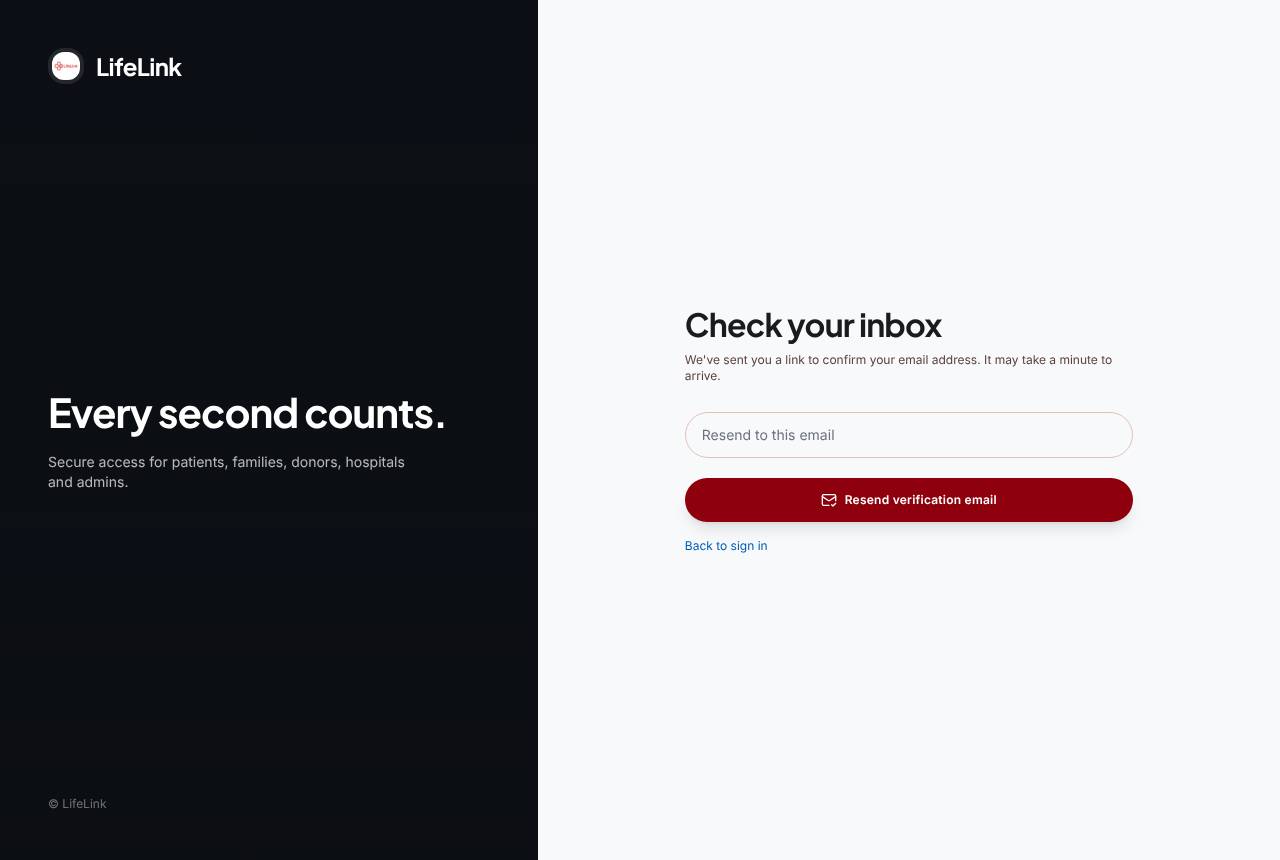 LifeLink
Every second counts.
Secure access for patients, families, donors, hospitals
and admins.
© LifeLink
Check your inbox
We've sent you a link to confirm your email address. It may take a minute to
arrive.
Resend to this email
Resend verification email
Back to sign in